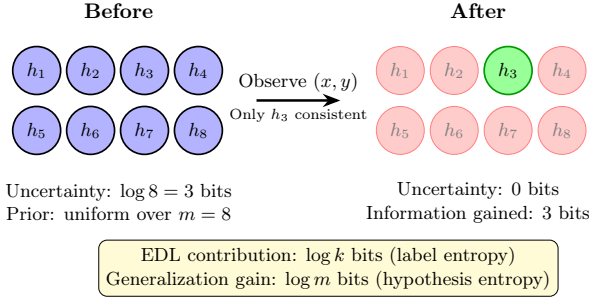 Before
After
h₁ h₂ h₃ h₄
h₅ h₆ h₇ h₈
Observe (x, y)
Only h₃ consistent
h₁ h₂ h₃ h₄
h₅ h₆ h₇ h₈
Uncertainty: log 8 = 3 bits
Prior: uniform over m = 8
Uncertainty: 0 bits
Information gained: 3 bits
EDL contribution: log k bits (label entropy)
Generalization gain: log m bits (hypothesis entropy)